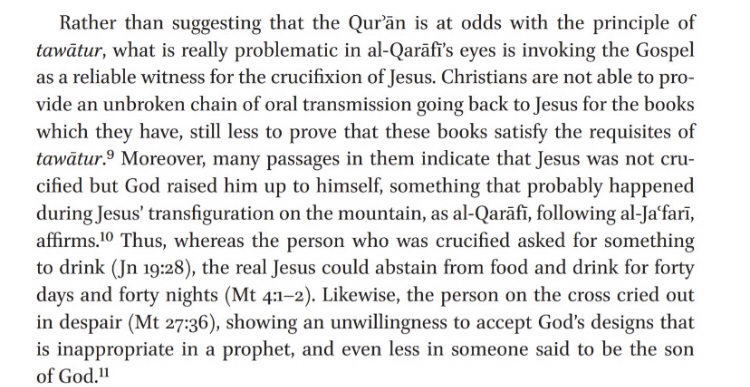 Rather than suggesting that the Qurʾān is at odds with the principle of
tawātur, what is really problematic in al-Qarāfī’s eyes is invoking the Gospel
as a reliable witness for the crucifixion of Jesus. Christians are not able to pro-
vide an unbroken chain of oral transmission going back to Jesus for the books
which they have, still less to prove that these books satisfy the requisites of
tawātur.⁹ Moreover, many passages in them indicate that Jesus was not cru-
cified but God raised him up to himself, something that probably happened
during Jesus’ transfiguration on the mountain, as al-Qarāfī, following al-Jaʿfarī,
affirms.¹⁰ Thus, whereas the person who was crucified asked for something
to drink (Jn 19:28), the real Jesus could abstain from food and drink for forty
days and forty nights (Mt 4:1–2). Likewise, the person on the cross cried out
in despair (Mt 27:36), showing an unwillingness to accept God’s designs that
is inappropriate in a prophet, and even less in someone said to be the son
of God.¹¹